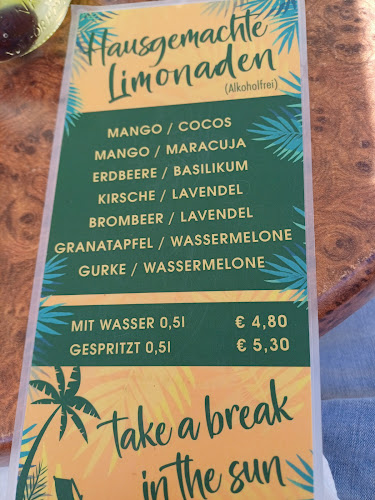 Hausgemachte
Limonaden
(Alkoholfrei)
MANGO / COCOS
MANGO / MARACUJA
ERDBEERE / BASILIKUM
KIRSCHE / LAVENDEL
BROMBEER / LAVENDEL
GRANATAPFEL / WASSERMELONE
GURKE / WASSERMELONE
MIT WASSER 0,5l € 4,80
GESPRITZT 0,5l € 5,30
take a break
in the sun